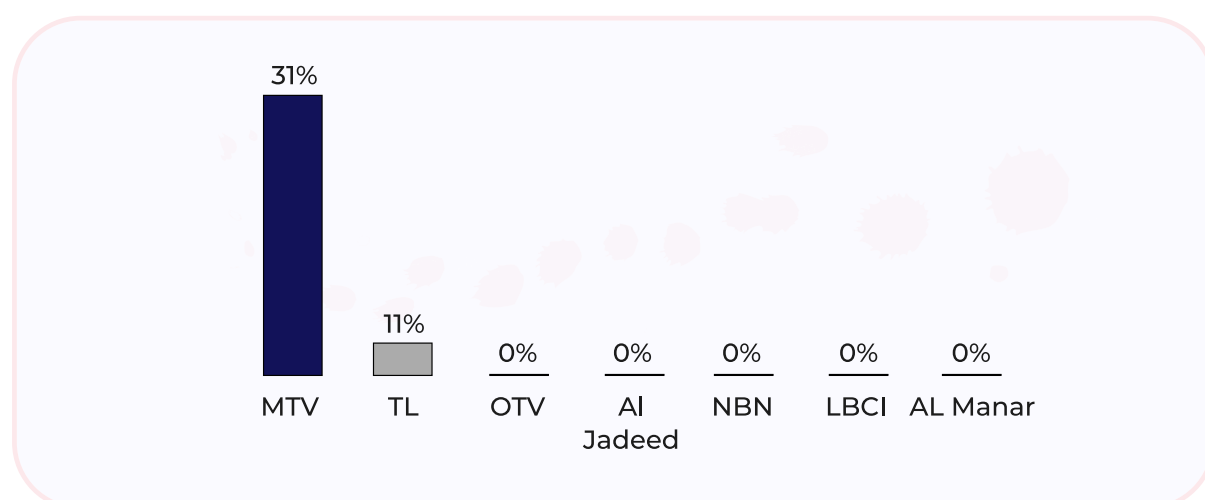 31%
11%
0% 0% 0% 0% 0%
MTV TL OTV Al NBN LBCI AL Manar
Jadeed